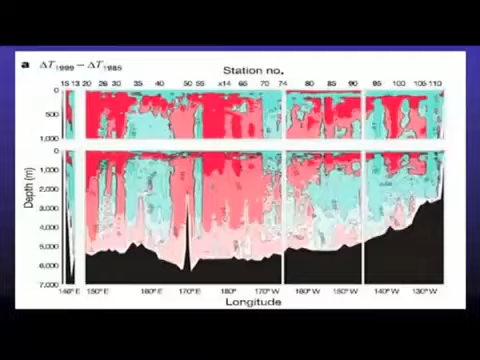 a ΔT1999 – ΔT1985
Station no.
15 13 20 26 35 40 50 55 x14 65 70 74 80 85 90 95 100 105 110
0
500
1,000
0
1,000
2,000
3,000
4,000
5,000
6,000
7,000
Depth (m)
148° E 150° E 160° E 170° E 180° 170° W 160° W 150° W 140° W 130° W
Longitude